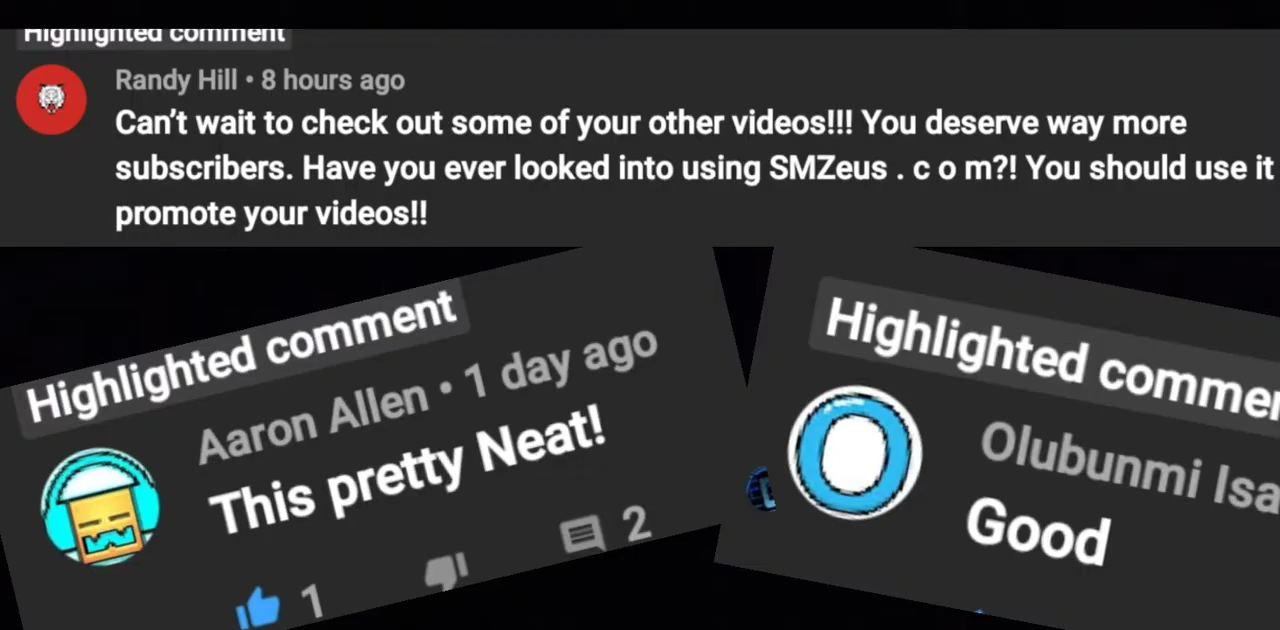 Highlighted comment
Randy Hill • 8 hours ago
Can't wait to check out some of your other videos!!! You deserve way more
subscribers. Have you ever looked into using SMZeus . c o m?! You should use it
promote your videos!!
Highlighted comment
Aaron Allen • 1 day ago
This pretty Neat!
1
2
Highlighted
Olubunmi
Good